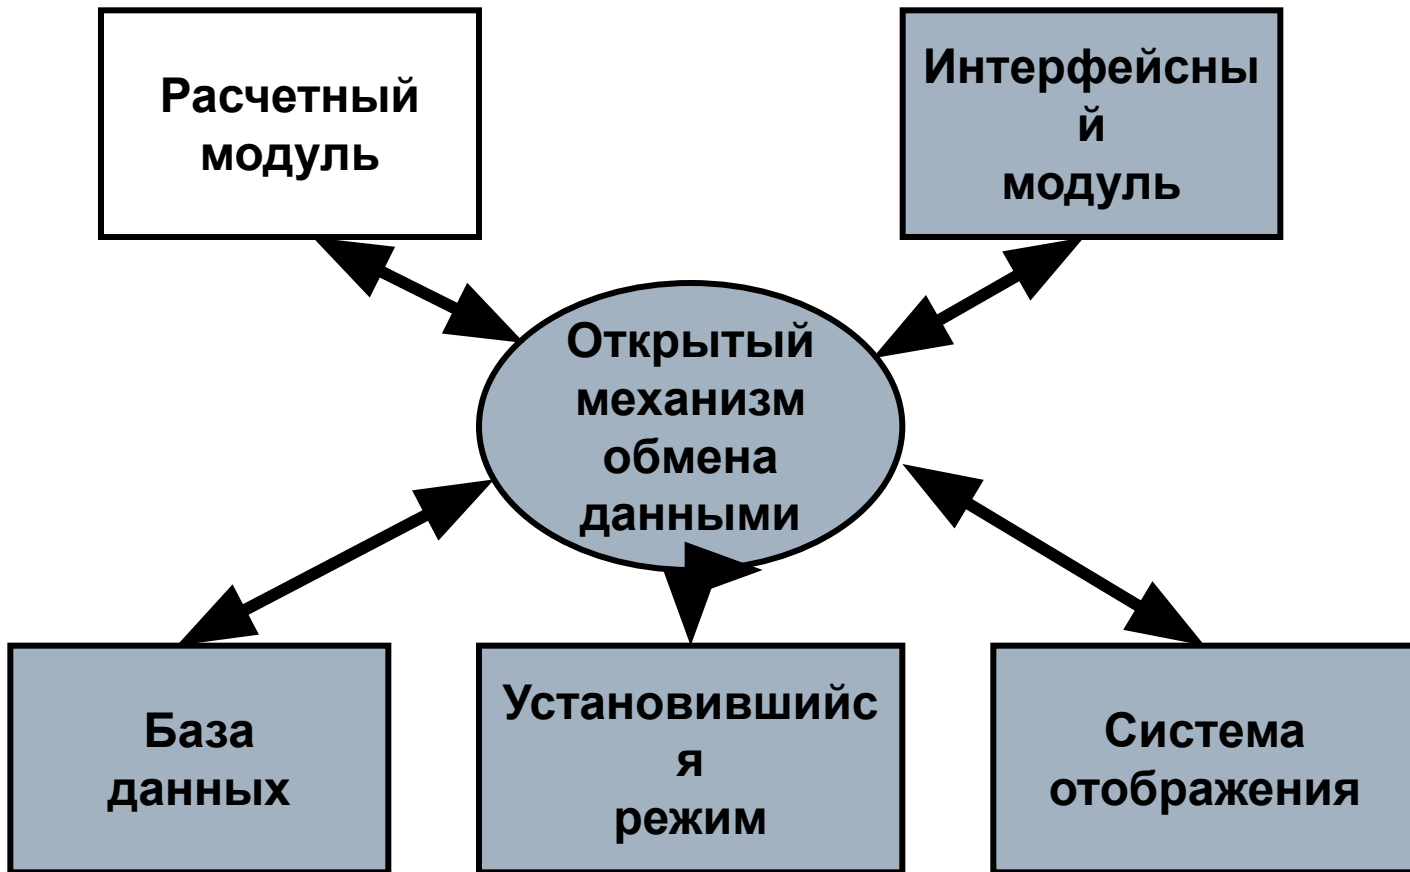 Расчетный
модуль
Интерфейсны
й
модуль
Открытый
механизм
обмена
данными
База
данных
Установившийс
я
режим
Система
отображения